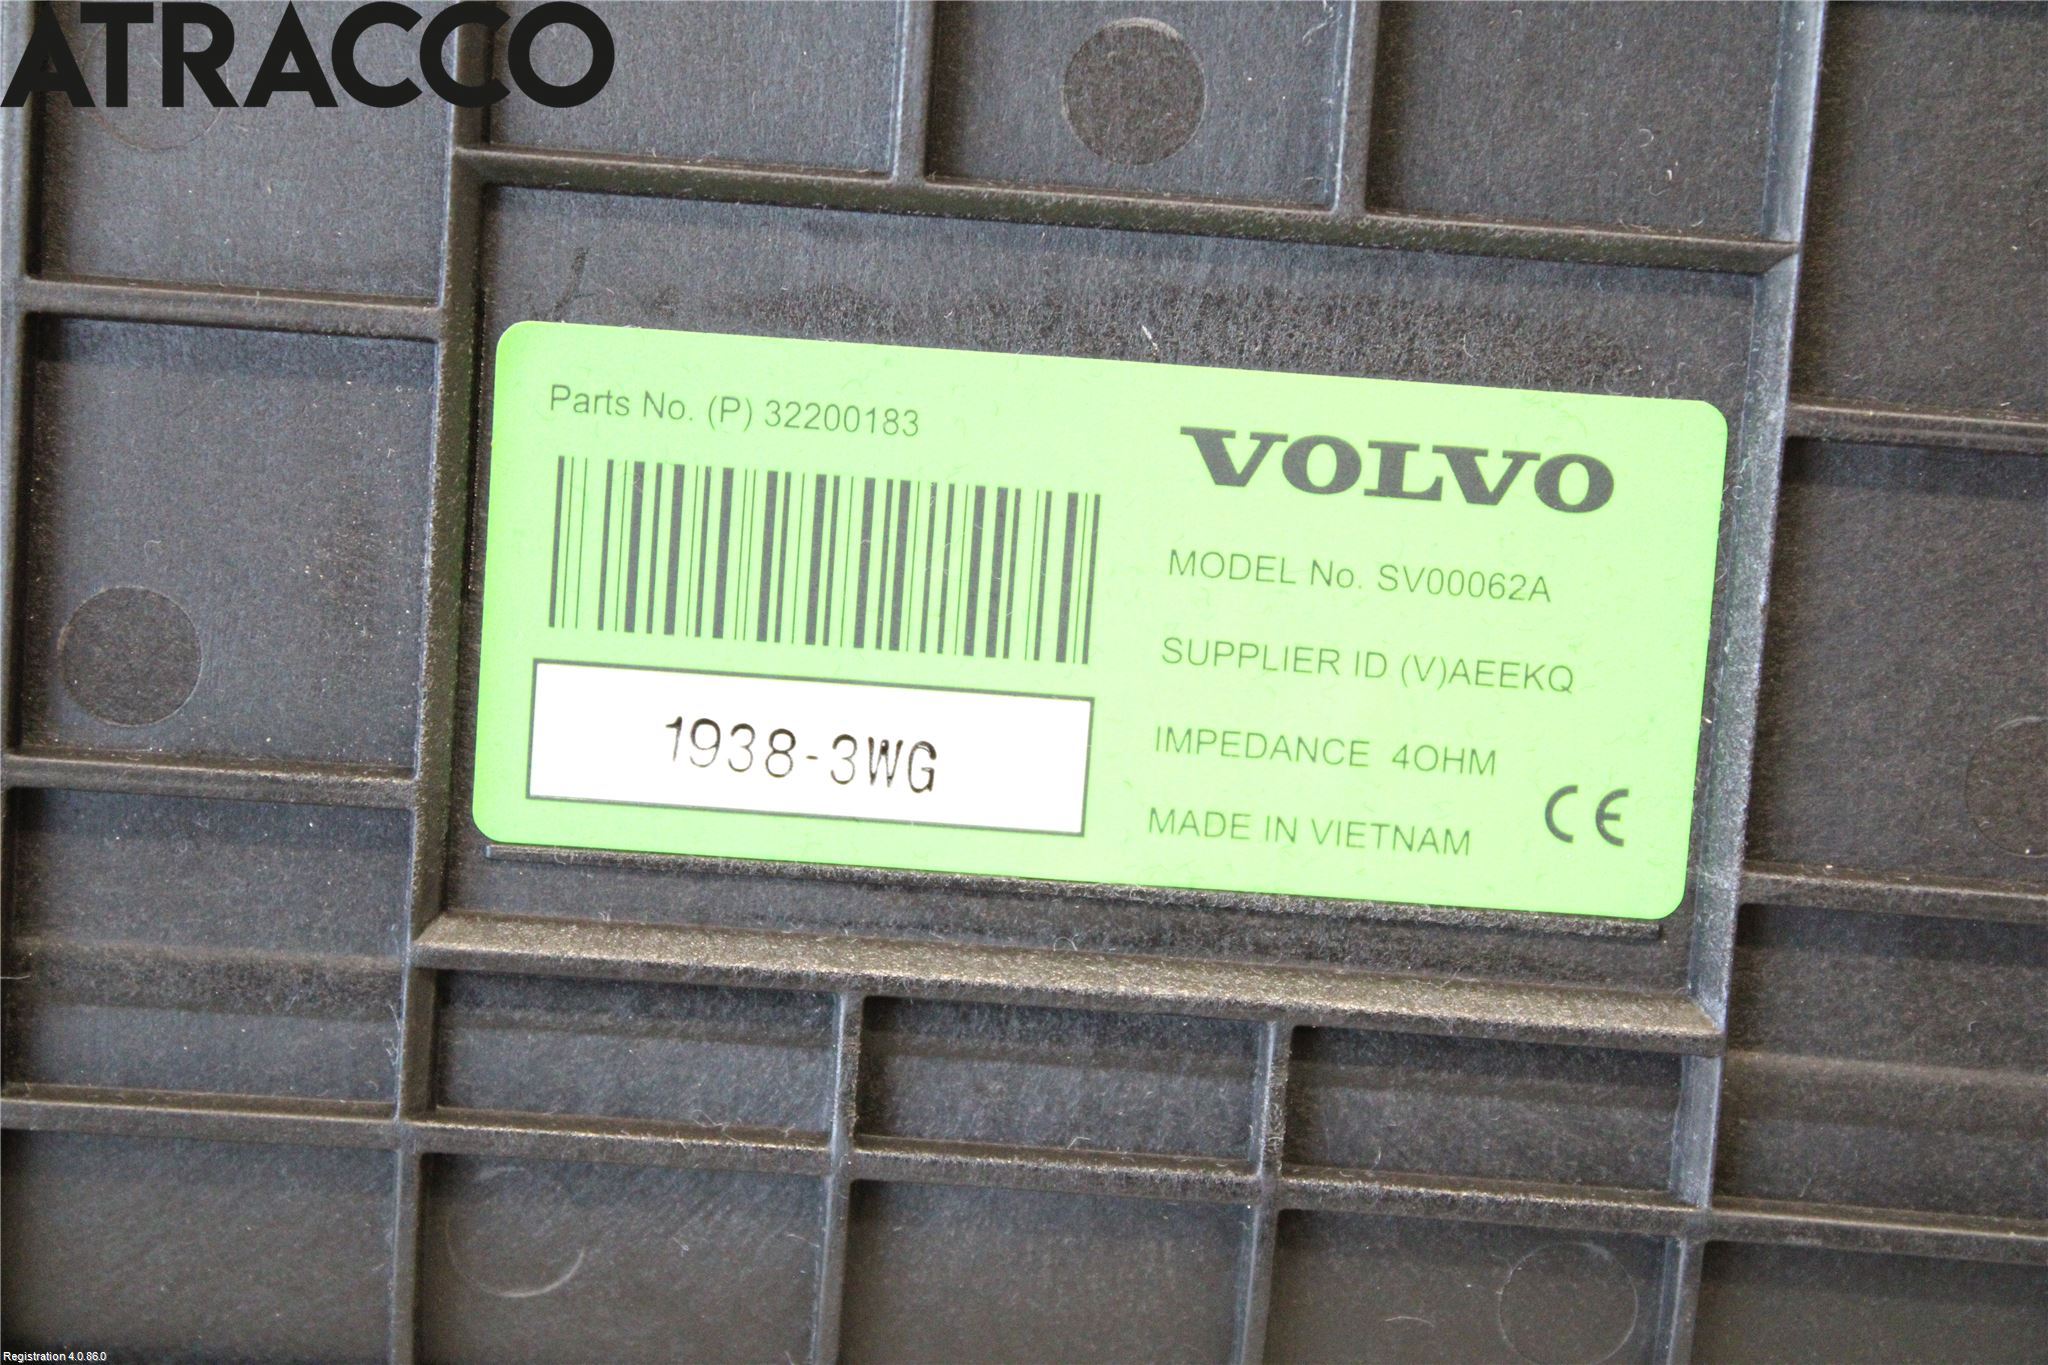 ATRACCO
Parts No. (P) 32200183
VOLVO
MODEL No. SV00062A
SUPPLIER ID (V)AEEKQ
1938-3WG
IMPEDANCE 4OHM
MADE IN VIETNAM
CE
Registration 4.0.86.0